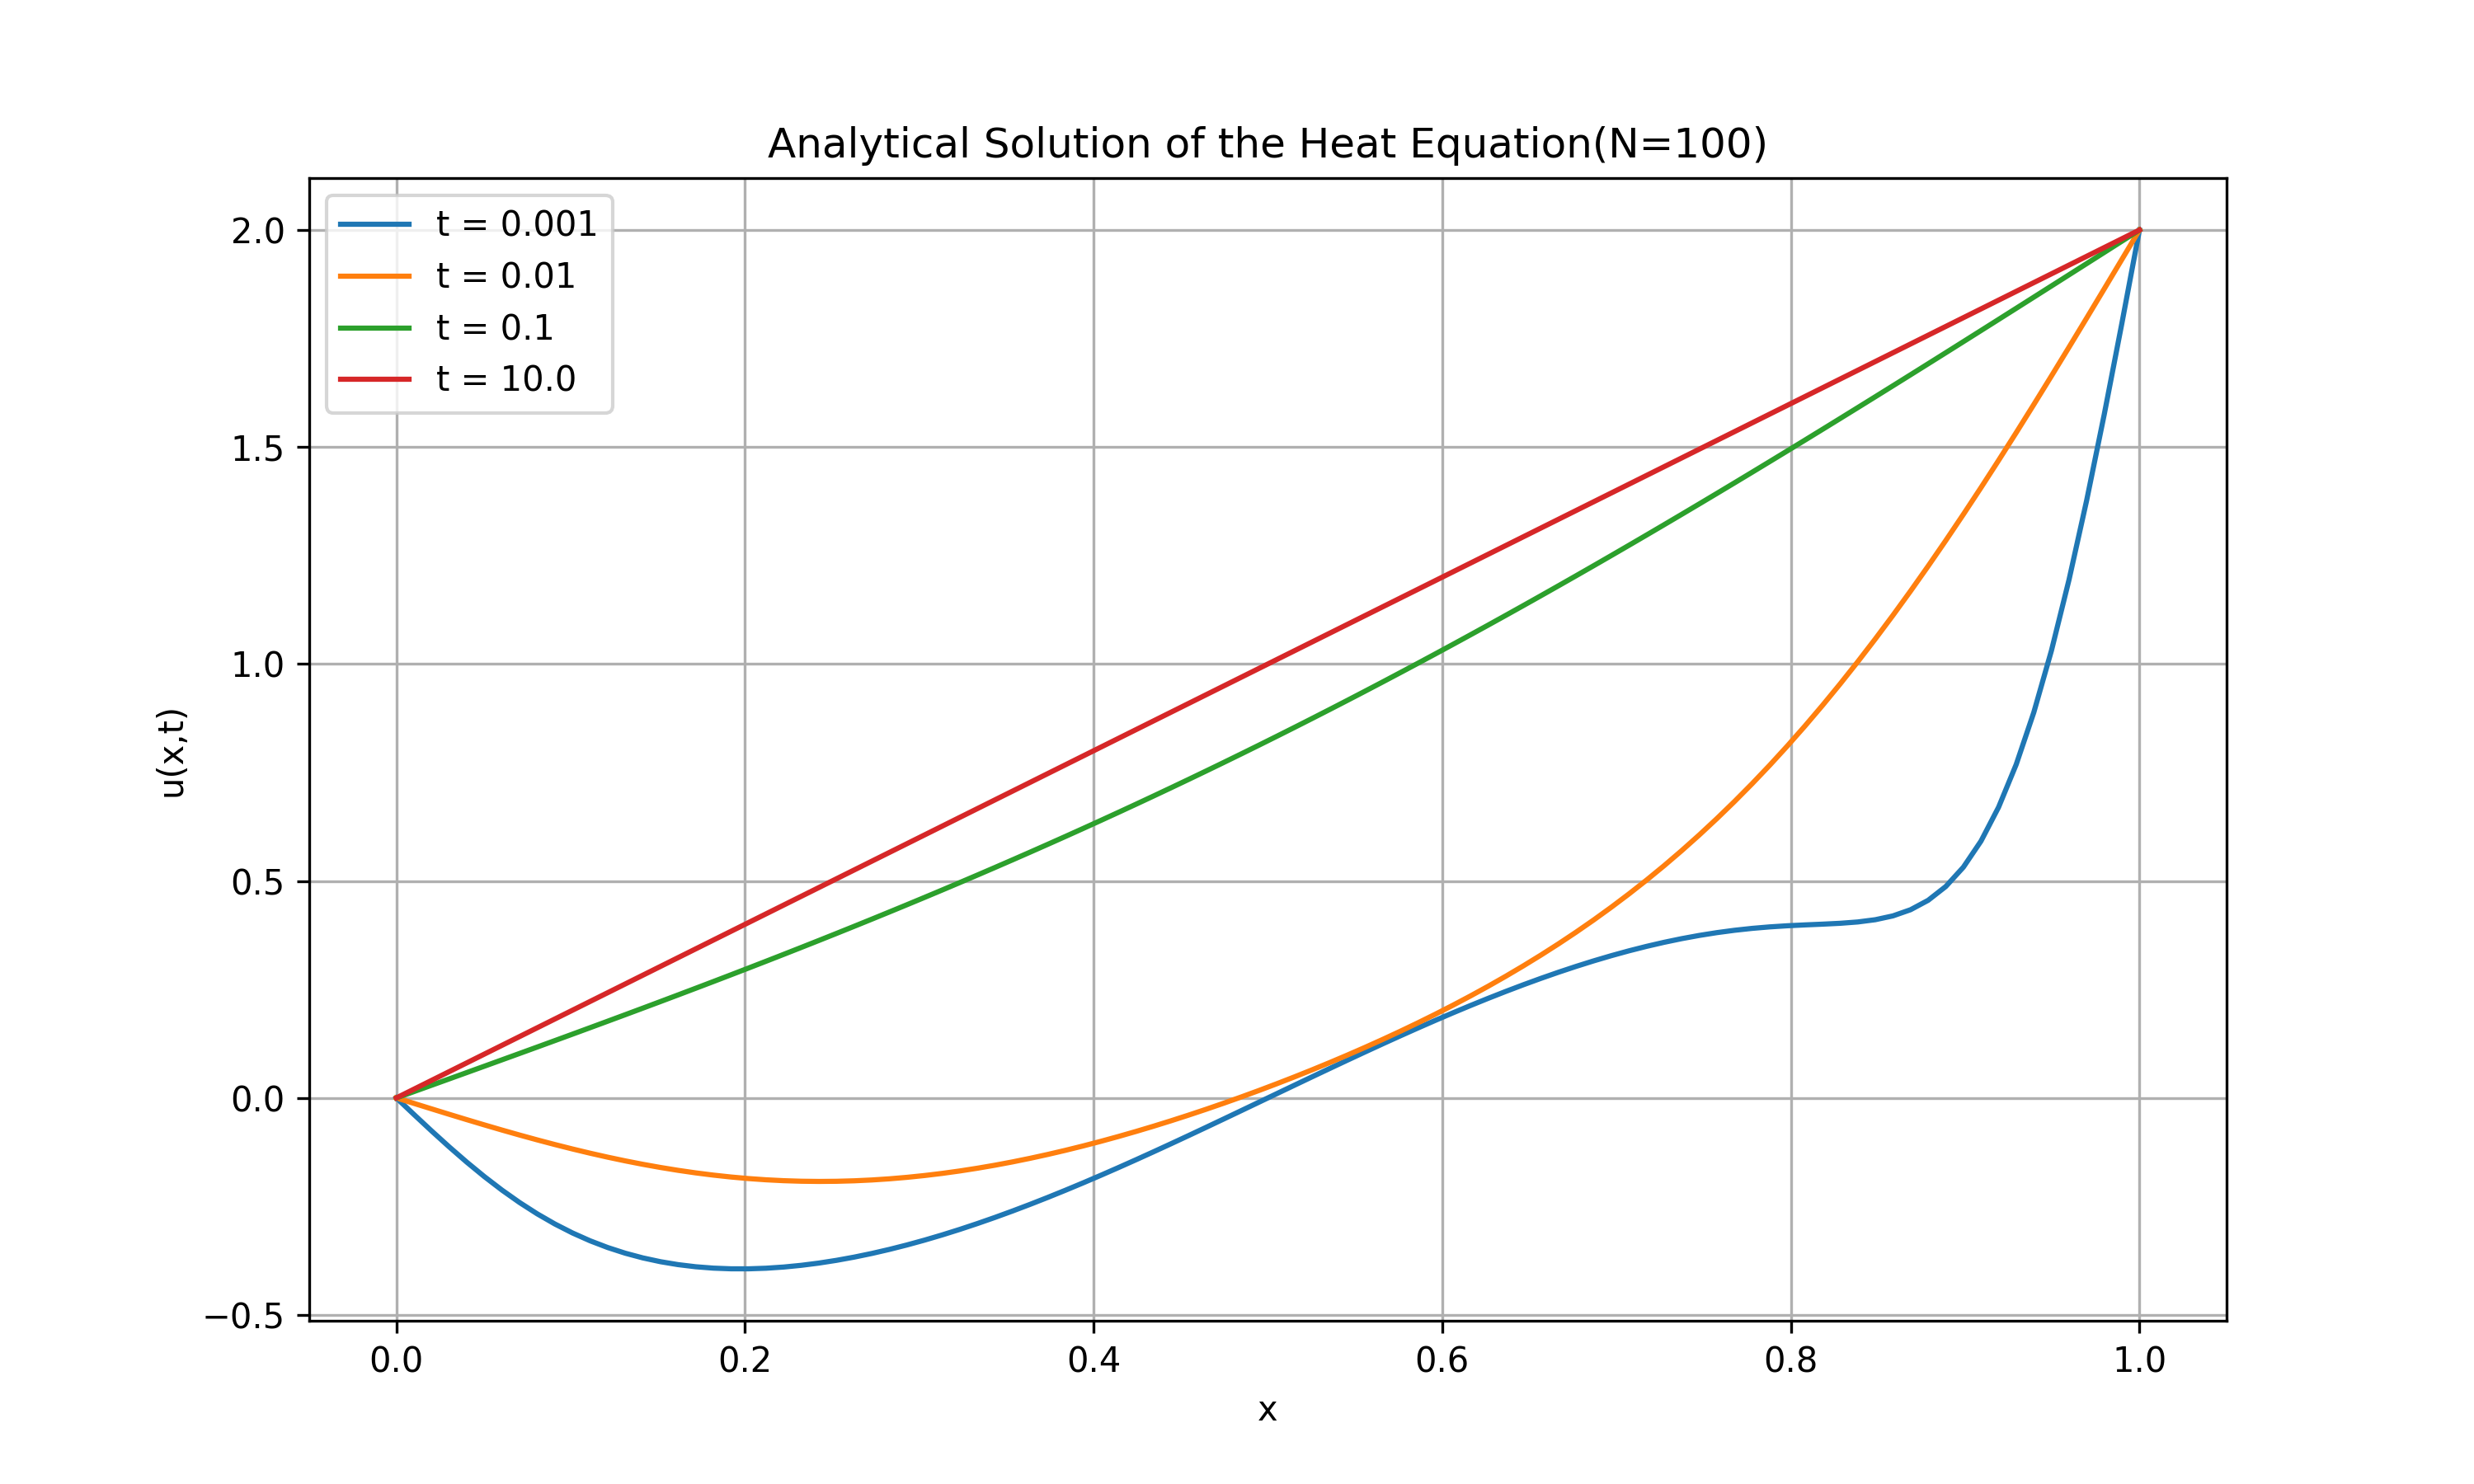 Analytical Solution of the Heat Equation(N=100)
t = 0.001
t = 0.01
t = 0.1
t = 10.0
2.0
1.5
1.0
0.5
0.0
−0.5
u(x,t)
0.0 0.2 0.4 0.6 0.8 1.0
x